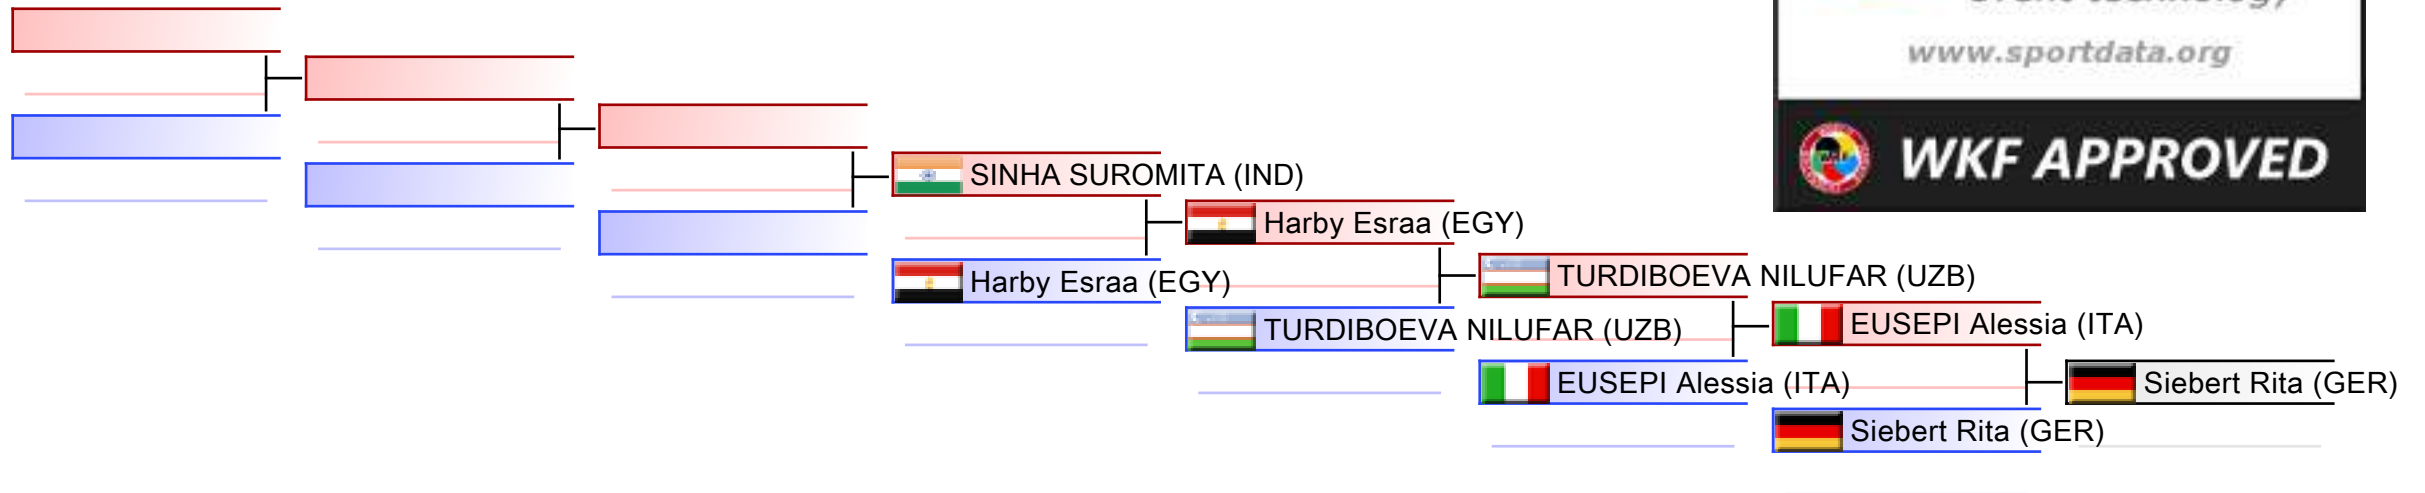 www.sportdata.org
WKF APPROVED
SINHA SUROMITA (IND)
Harby Esraa (EGY)
Harby Esraa (EGY)
TURDIBOEVA NILUFAR (UZB)
TURDIBOEVA NILUFAR (UZB)
EUSEPI Alessia (ITA)
EUSEPI Alessia (ITA)
Siebert Rita (GER)
Siebert Rita (GER)